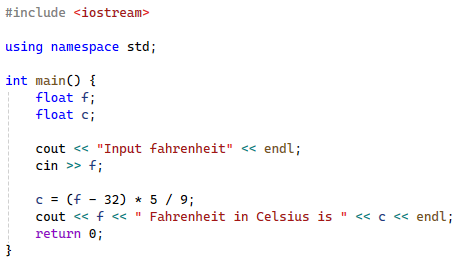 #include <iostream>
using namespace std;
int main() {
float f;
float c;
cout << "Input fahrenheit" << endl;
cin >> f;
c = (f - 32) * 5 / 9;
cout << f << " Fahrenheit in Celsius is " << c << endl;
return 0;
}